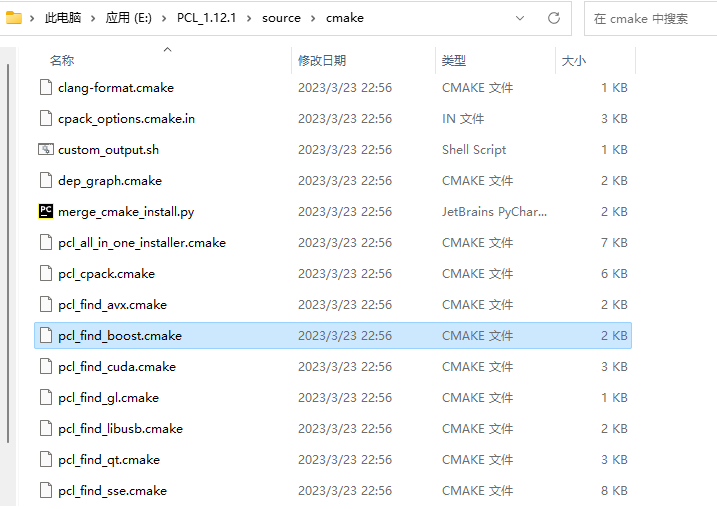 此电脑 > 应用 (E:) > PCL_1.12.1 > source > cmake
在 cmake 中搜索
名称 修改日期 类型 大小
clang-format.cmake 2023/3/23 22:56 CMAKE 文件 1 KB
cpack_options.cmake.in 2023/3/23 22:56 IN 文件 3 KB
custom_output.sh 2023/3/23 22:56 Shell Script 1 KB
dep_graph.cmake 2023/3/23 22:56 CMAKE 文件 2 KB
merge_cmake_install.py 2023/3/23 22:56 JetBrains PyChar... 2 KB
pcl_all_in_one_installer.cmake 2023/3/23 22:56 CMAKE 文件 7 KB
pcl_cpack.cmake 2023/3/23 22:56 CMAKE 文件 6 KB
pcl_find_avx.cmake 2023/3/23 22:56 CMAKE 文件 2 KB
pcl_find_boost.cmake 2023/3/23 22:56 CMAKE 文件 2 KB
pcl_find_cuda.cmake 2023/3/23 22:56 CMAKE 文件 3 KB
pcl_find_gl.cmake 2023/3/23 22:56 CMAKE 文件 1 KB
pcl_find_libusb.cmake 2023/3/23 22:56 CMAKE 文件 2 KB
pcl_find_qt.cmake 2023/3/23 22:56 CMAKE 文件 3 KB
pcl_find_sse.cmake 2023/3/23 22:56 CMAKE 文件 8 KB